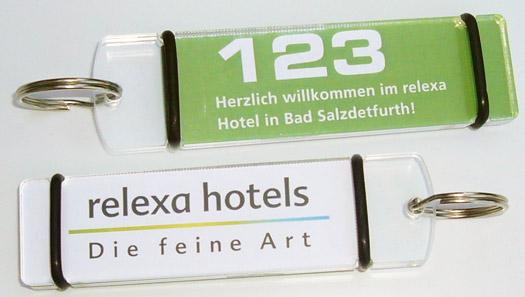 123
Herzlich willkommen im relexa
Hotel in Bad Salzdetfurth!
relexa hotels
Die feine Art